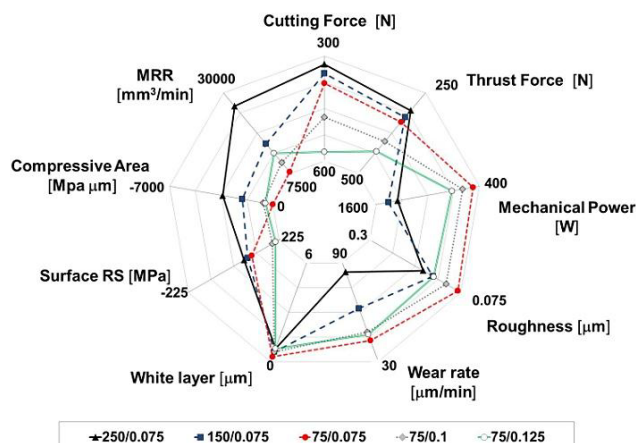 Cutting Force [N]
300
MRR
[mm³/min]
30000
250
Thrust Force [N]
Compressive Area
[Mpa µm]
-7000
600
7500
500
0
1600
400
Mechanical Power
[W]
225
0.3
6
90
Surface RS [MPa]
-225
0.075
Roughness [µm]
White layer [µm]
0
30
Wear rate
[µm/min]
250/0.075 150/0.075 75/0.075 75/0.1 75/0.125